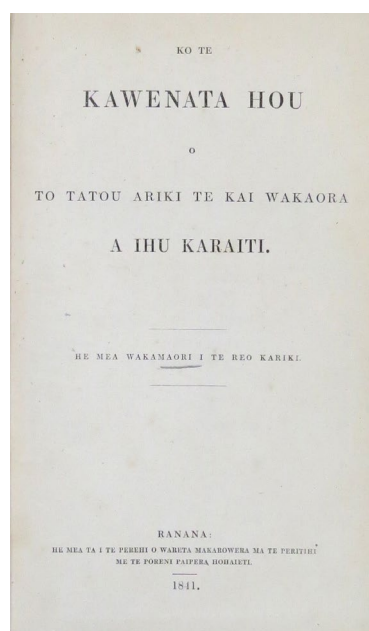 KO TE
KAWENATA HOU
O
TO TATOU ARIKI TE KAI WAKAORA
A IHU KARAITI.
HE MEA WAKAMAORI I TE REO KARIKI.
RANANA:
HE MEA TA I TE PEREHI O WARETA MAKAROWERA MA TE PERITIHI
ME TE PORENI PAIPERA HOHAIETI.
1841.